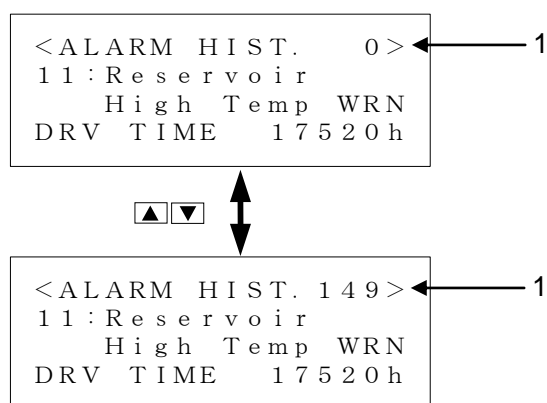 <ALARM HIST. 0> 1
11:Reservoir
High Temp WRN
DRV TIME 17520h
▲ ▼
<ALARM HIST. 149> 1
11:Reservoir
High Temp WRN
DRV TIME 17520h